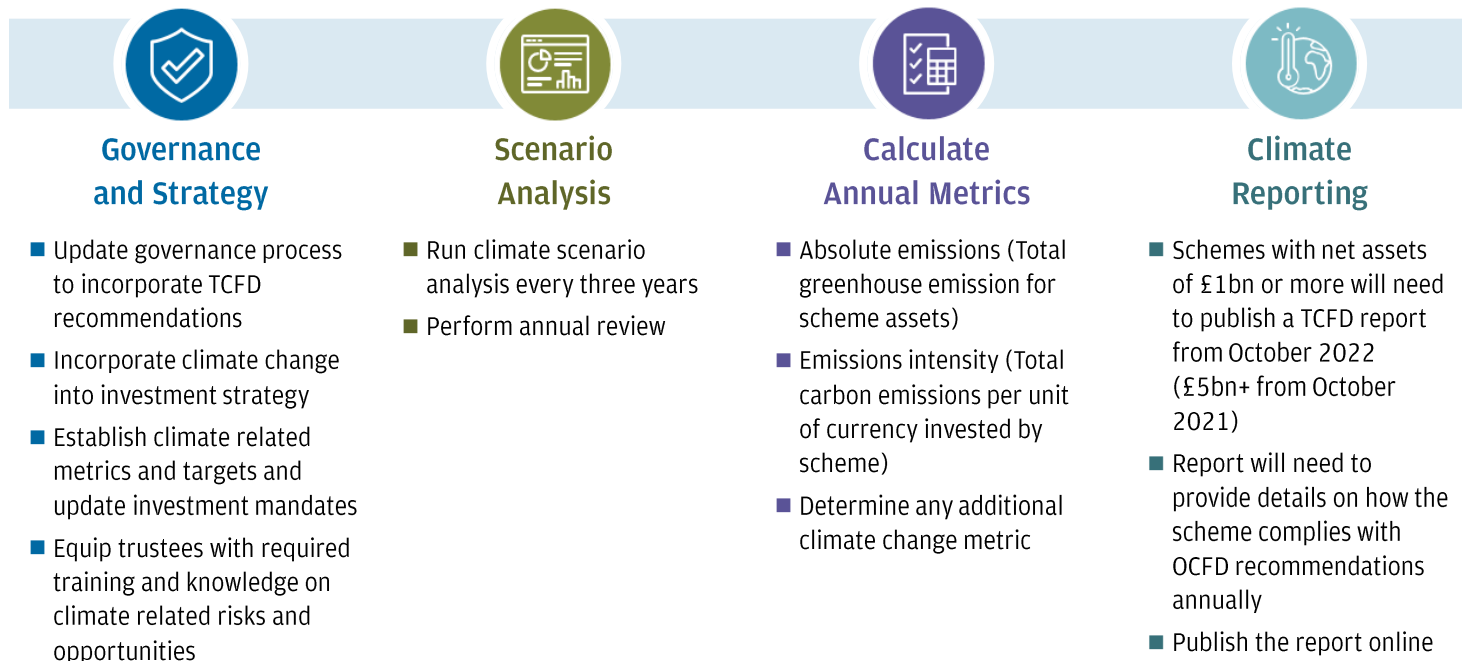 Governance
and Strategy
Update governance process
to incorporate TCFD
recommendations
Incorporate climate change
into investment strategy
Establish climate related
metrics and targets and
update investment mandates
Equip trustees with required
training and knowledge on
climate related risks and
opportunities
Scenario
Analysis
Run climate scenario
analysis every three years
Perform annual review
Calculate
Annual Metrics
Absolute emissions (Total
greenhouse emission for
scheme assets)
Emissions intensity (Total
carbon emissions per unit
of currency invested by
scheme)
Determine any additional
climate change metric
Climate
Reporting
Schemes with net assets
of £1bn or more will need
to publish a TCFD report
from October 2022
(£5bn+ from October
2021)
Report will need to
provide details on how the
scheme complies with
OCFD recommendations
annually
Publish the report online